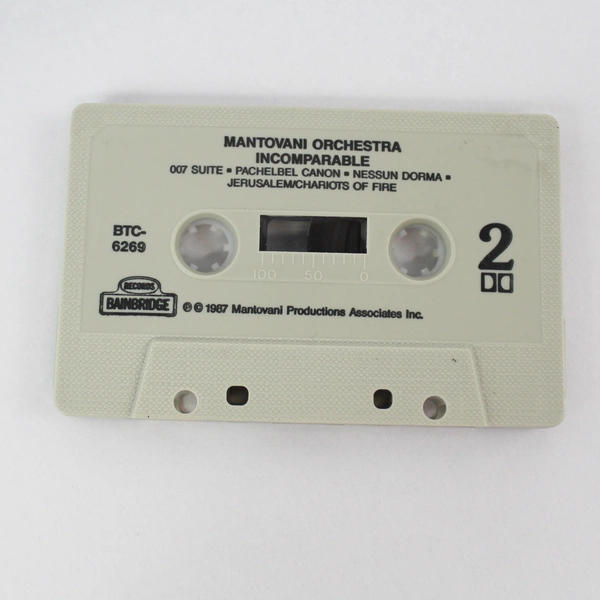 MANTOVANI ORCHESTRA
INCOMPARABLE
007 SUITE ▪ PACHELBEL CANON ▪ NESSUN DORMA ▪
JERUSALEM/CHARIOTS OF FIRE
BTC-
6269
2
100 50 0
RECORDS
BAINBRIDGE
℗ © 1987 Mantovani Productions Associates Inc.